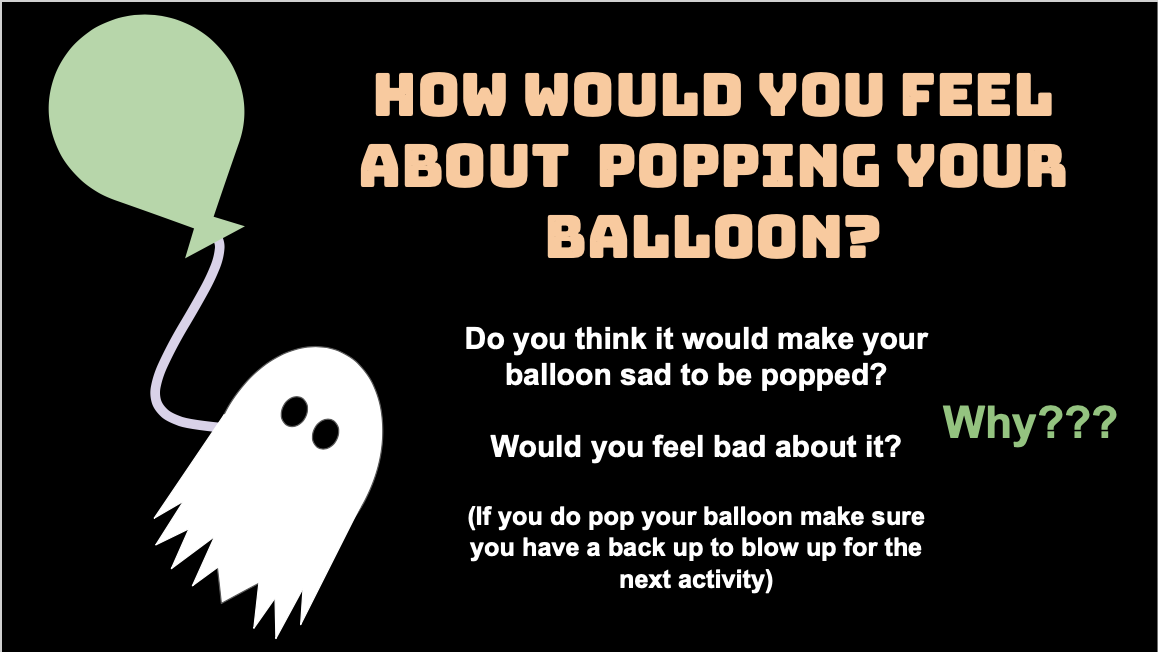 HOW WOULD YOU FEEL
ABOUT POPPING YOUR
BALLOON?
Do you think it would make your
balloon sad to be popped?
Would you feel bad about it?
Why???
(If you do pop your balloon make sure
you have a back up to blow up for the
next activity)